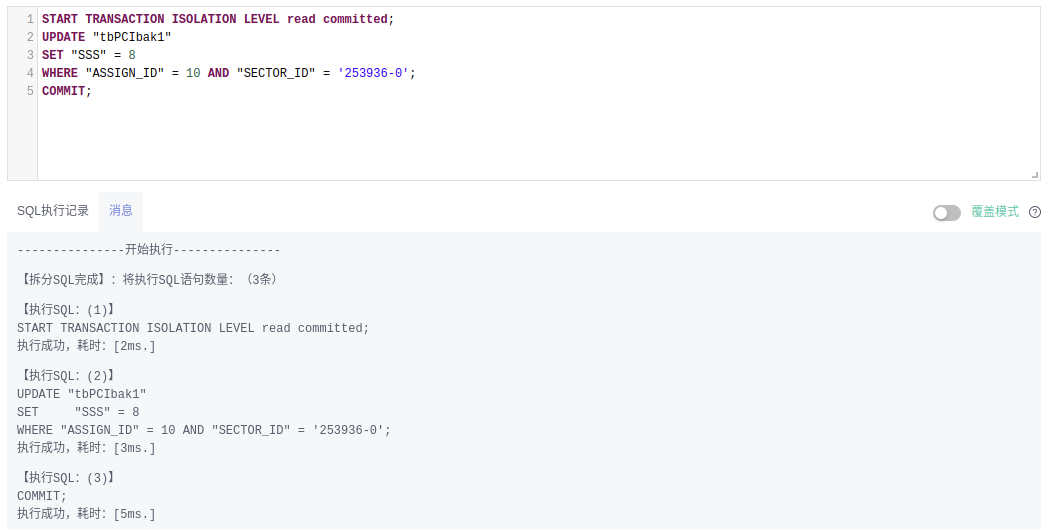 1 START TRANSACTION ISOLATION LEVEL read committed;
2 UPDATE "tbPCIbak1"
3 SET "SSS" = 8
4 WHERE "ASSIGN_ID" = 10 AND "SECTOR_ID" = '253936-0';
5 COMMIT;
SQL执行记录 消息 覆盖模式 ?
---------------开始执行---------------
【拆分SQL完成】：将执行SQL语句数量：（3条）
【执行SQL：(1)】
START TRANSACTION ISOLATION LEVEL read committed;
执行成功，耗时：[2ms.]
【执行SQL：(2)】
UPDATE "tbPCIbak1"
SET     "SSS" = 8
WHERE "ASSIGN_ID" = 10 AND "SECTOR_ID" = '253936-0';
执行成功，耗时：[3ms.]
【执行SQL：(3)】
COMMIT;
执行成功，耗时：[5ms.]